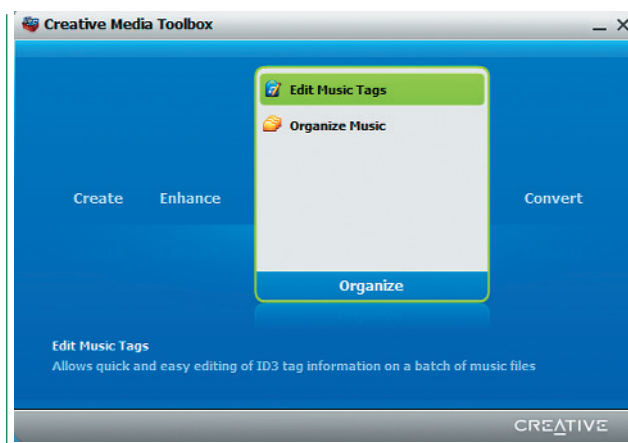 Creative Media Toolbox
Edit Music Tags
Organize Music
Create Enhance Convert
Organize
Edit Music Tags
Allows quick and easy editing of ID3 tag information on a batch of music files
CREATIVE